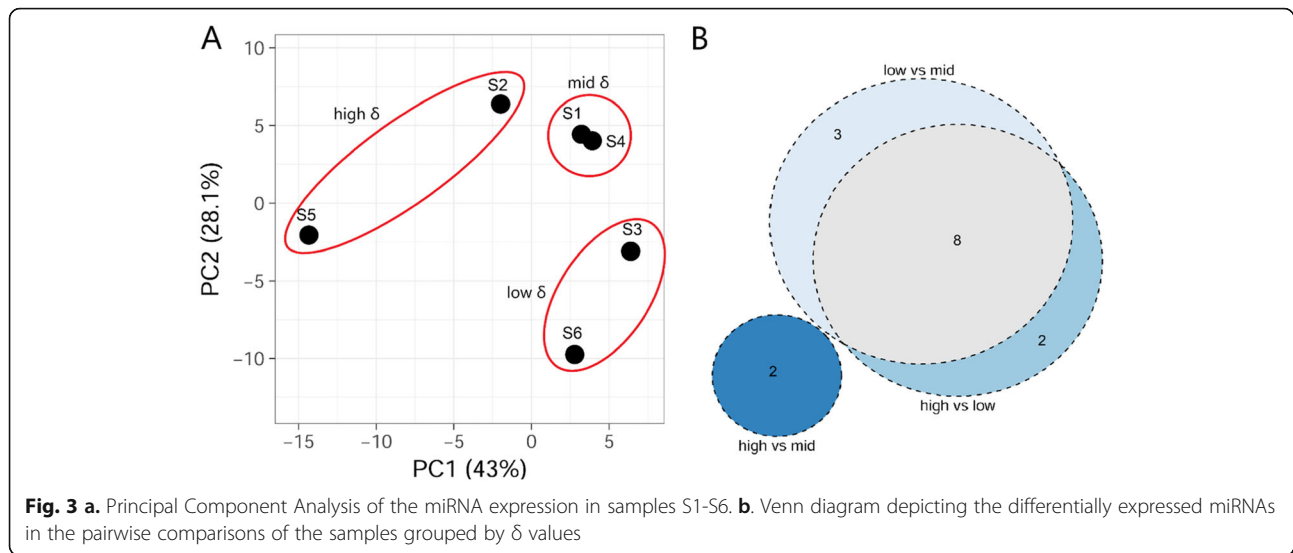 A
10
5
0
−5
−10
PC2 (28.1%)
−15
−10
−5
0
5
PC1 (43%)
high δ
S2
S5
mid δ
S1
S4
low δ
S3
S6
B
low vs mid
3
8
2
high vs low
2
high vs mid
Fig. 3 a. Principal Component Analysis of the miRNA expression in samples S1-S6. b. Venn diagram depicting the differentially expressed miRNAs
in the pairwise comparisons of the samples grouped by δ values